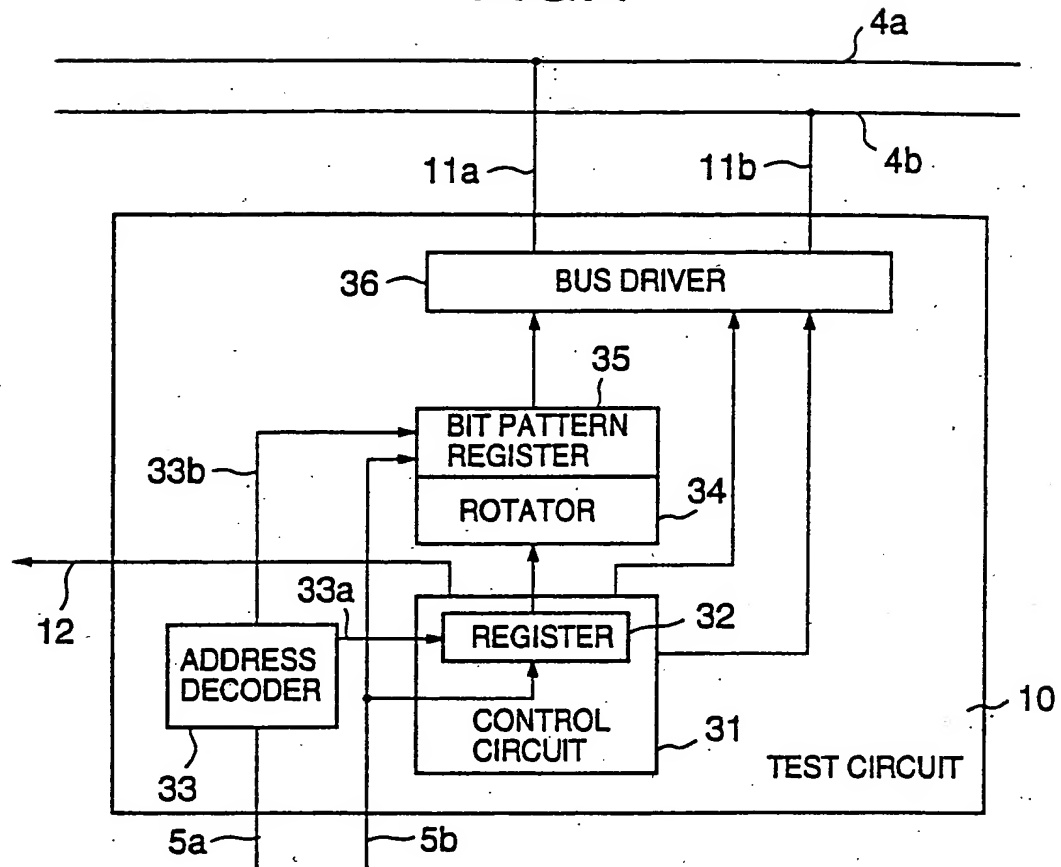 4a
4b
11a
11b
36
BUS DRIVER
35
BIT PATTERN
REGISTER
33b
ROTATOR
34
12
33a
REGISTER
32
ADDRESS
DECODER
33
CONTROL
CIRCUIT
31
10
TEST CIRCUIT
5a
5b